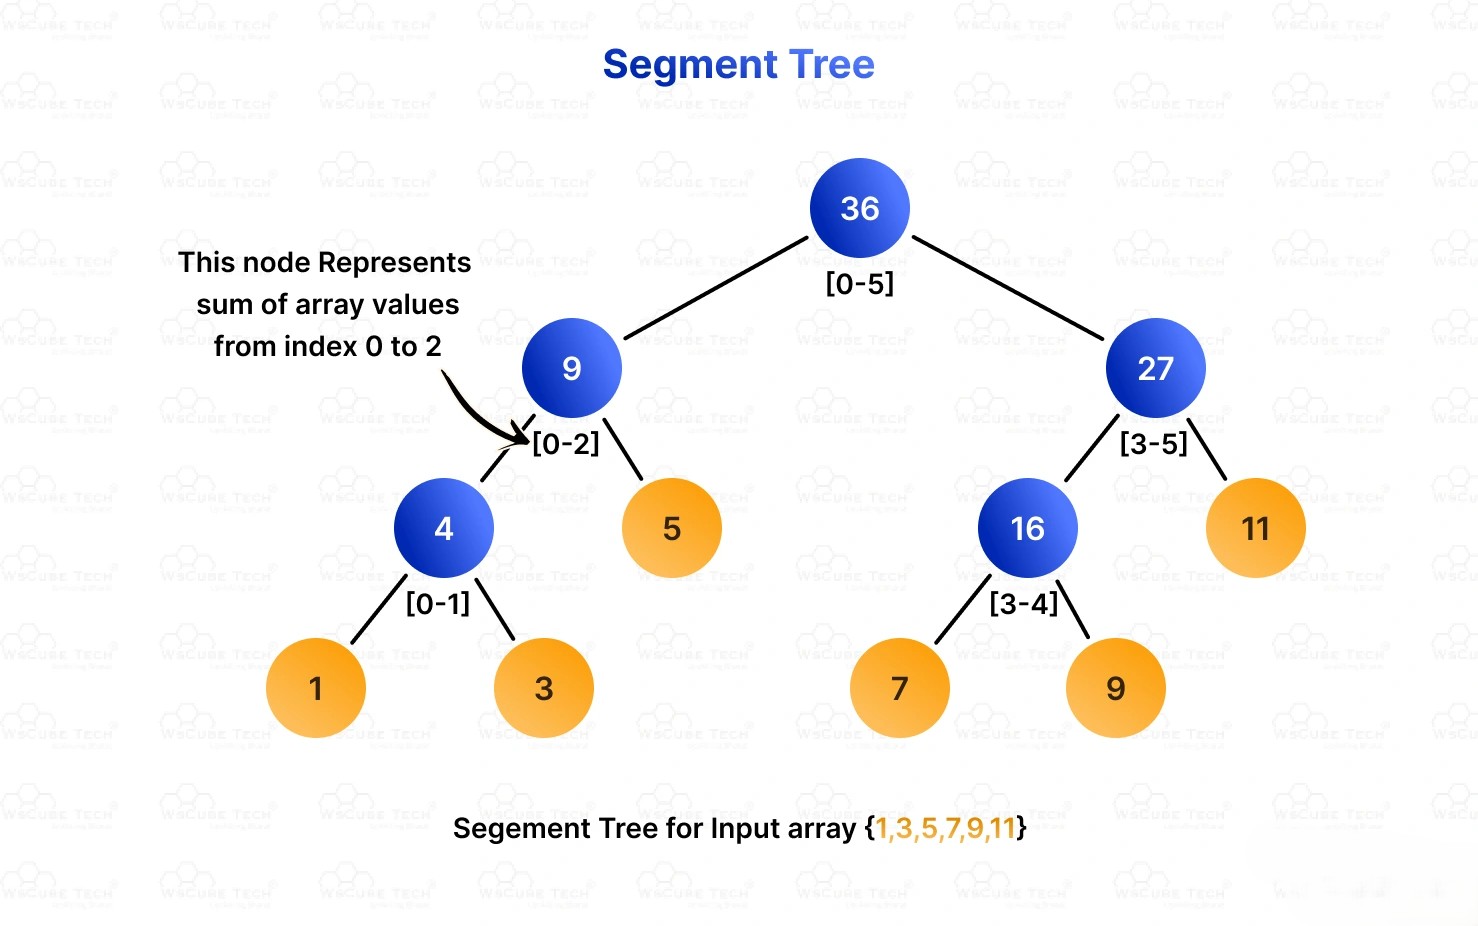 Segment Tree
36
[0-5]
This node Represents
sum of array values
from index 0 to 2
9
[0-2]
27
[3-5]
4
[0-1]
5
16
[3-4]
11
1
3
7
9
Segement Tree for Input array {1,3,5,7,9,11}
WsCube Tech